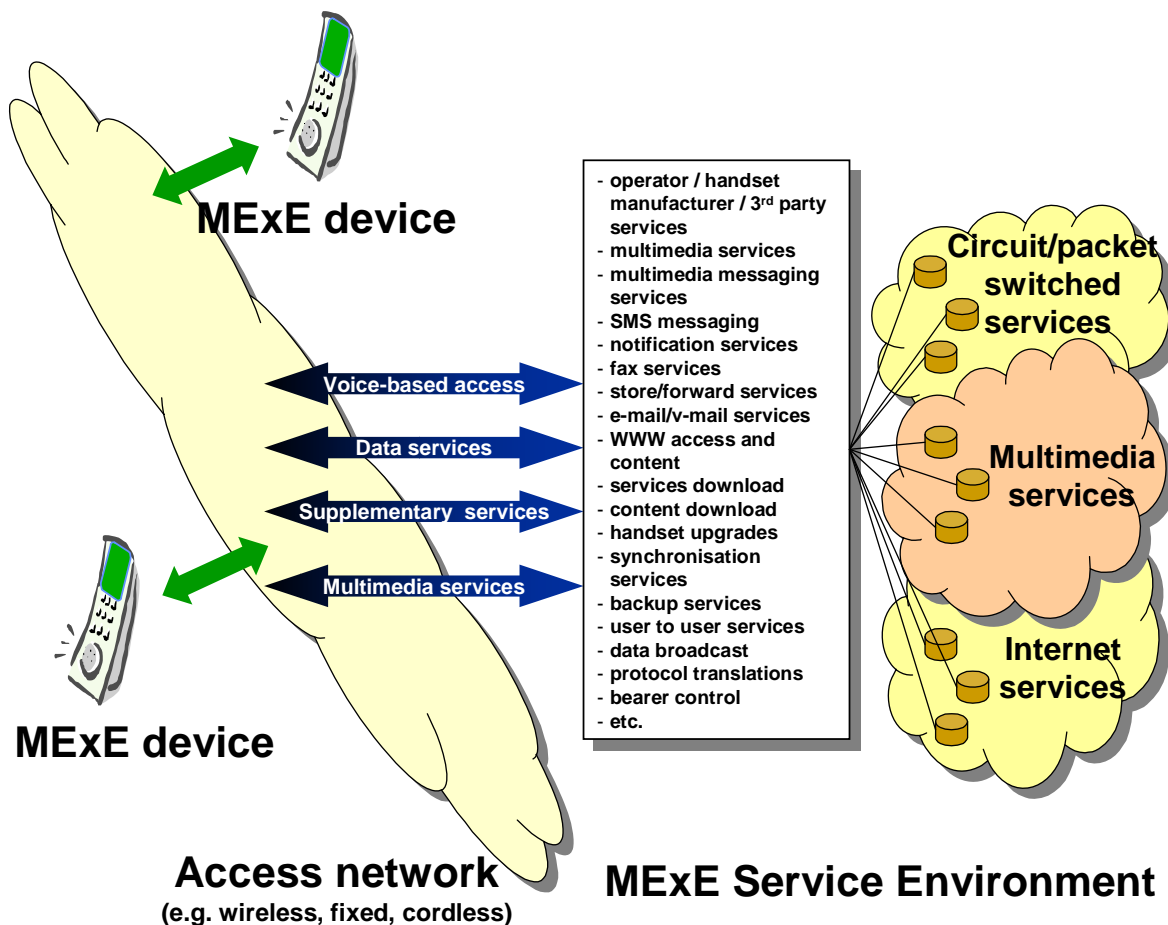 MExE device
- operator / handset
manufacturer / 3rd party
services
- multimedia services
- multimedia messaging
services
- SMS messaging
- notification services
- fax services
- store/forward services
- e-mail/v-mail services
- WWW access and
content
- services download
- content download
- handset upgrades
- synchronisation
services
- backup services
- user to user services
- data broadcast
- protocol translations
- bearer control
- etc.
Circuit/packet
switched
services
Multimedia
services
Internet
services
Voice-based access
Data services
Supplementary services
Multimedia services
MExE device
Access network
(e.g. wireless, fixed, cordless)
MExE Service Environment